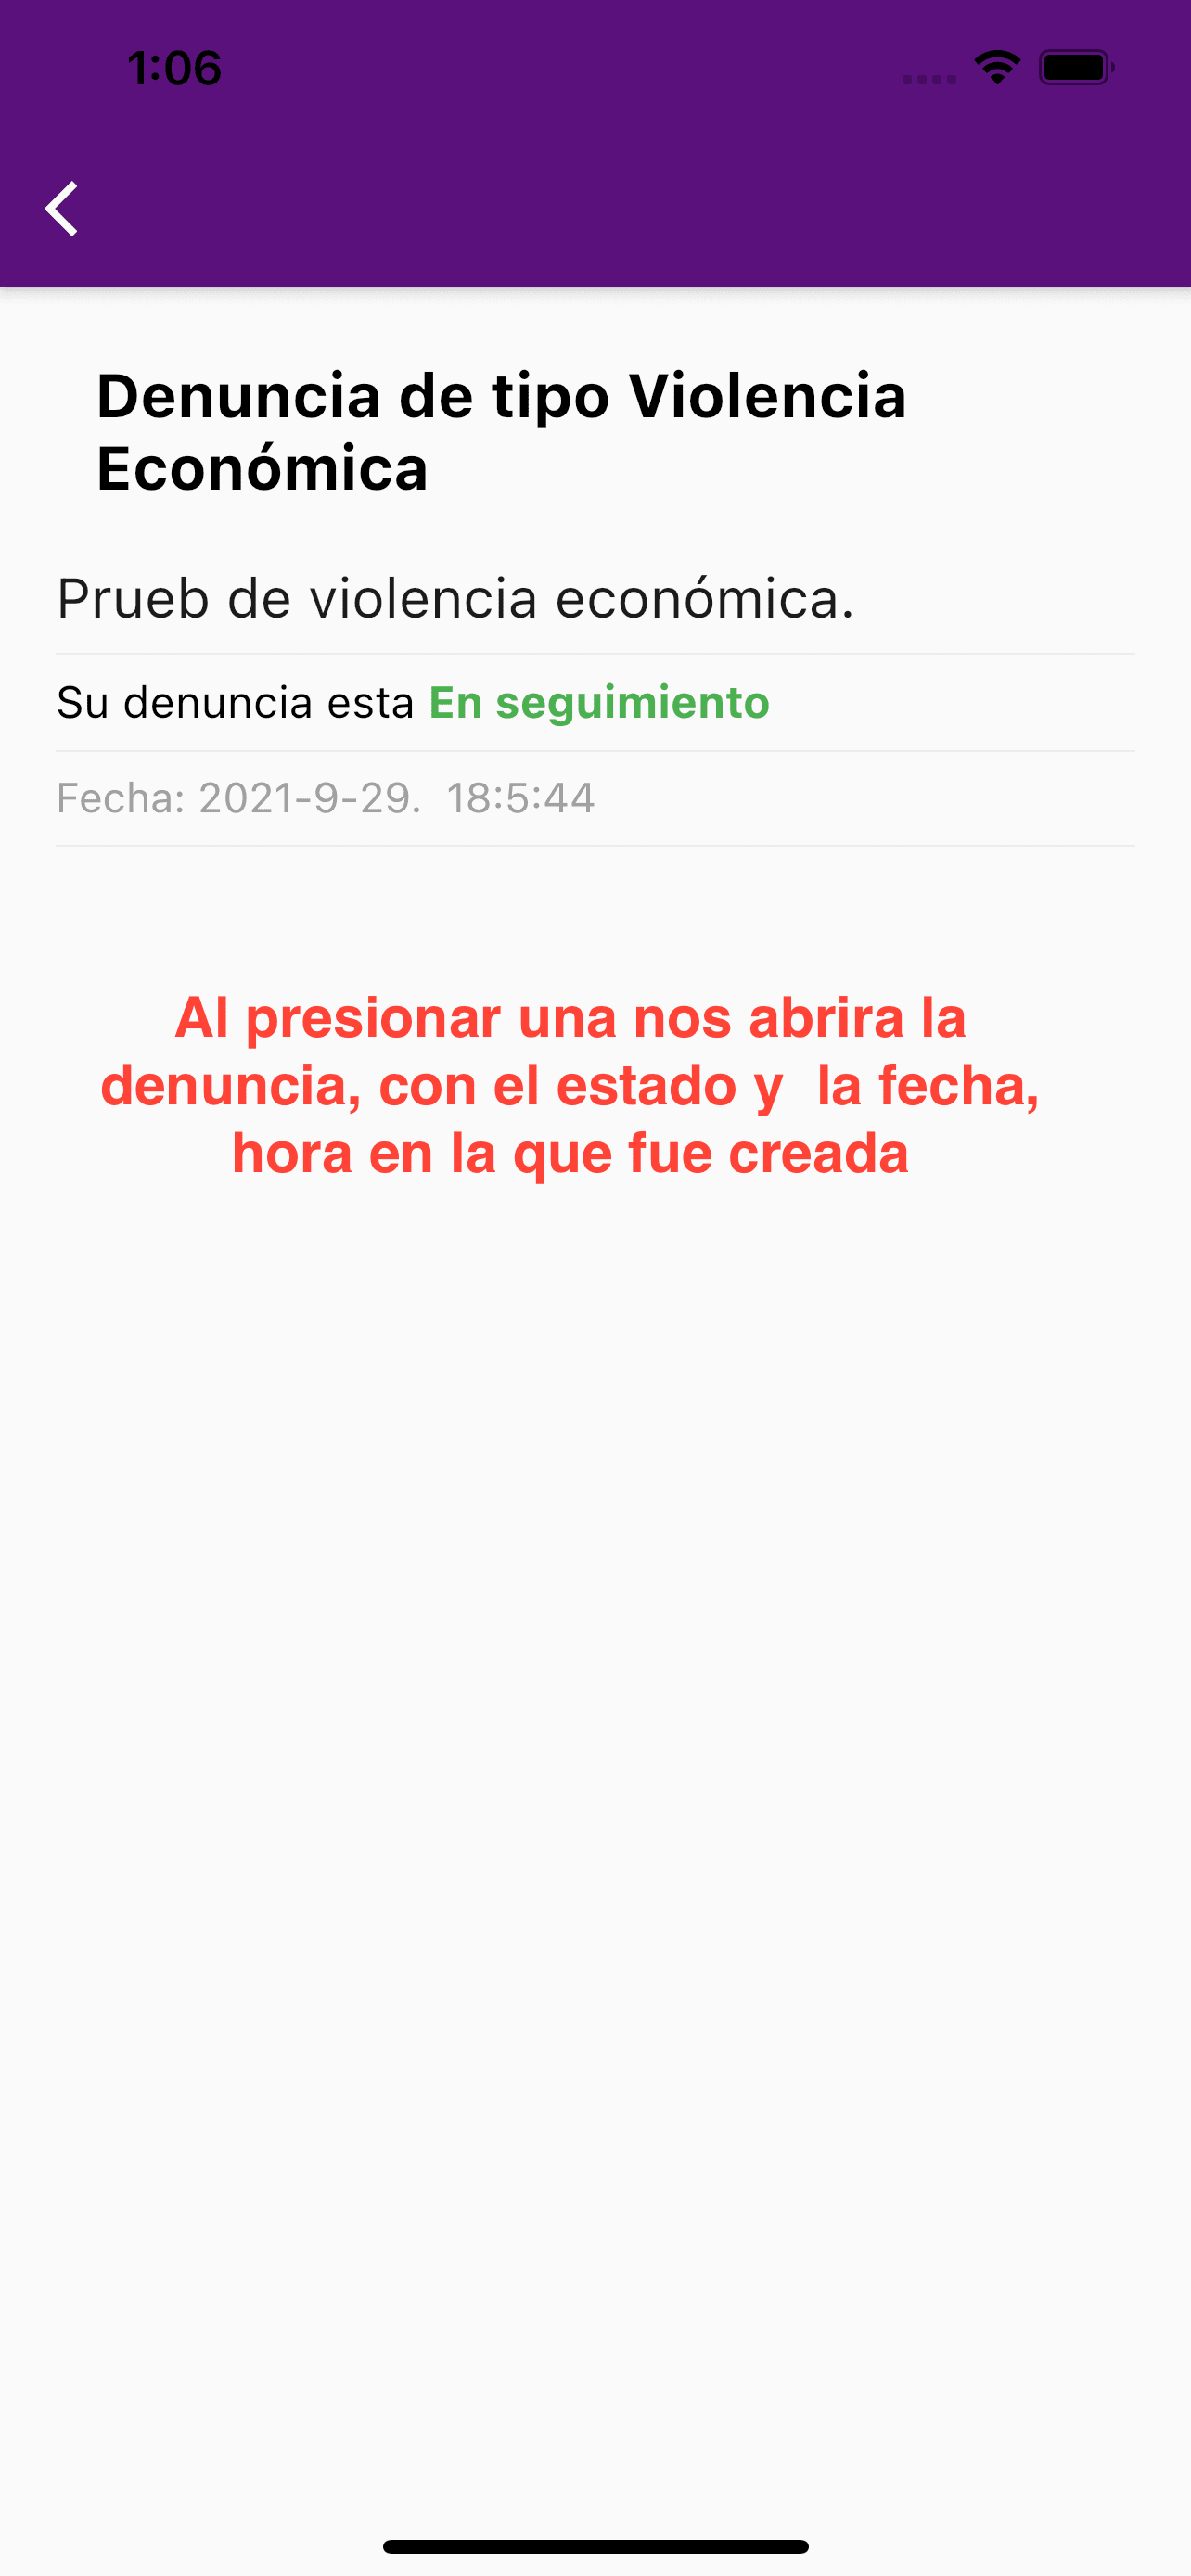 1:06
Denuncia de tipo Violencia
Económica
Prueb de violencia económica.
Su denuncia esta En seguimiento
Fecha: 2021-9-29.  18:5:44
Al presionar una nos abrira la
denuncia, con el estado y  la fecha,
hora en la que fue creada